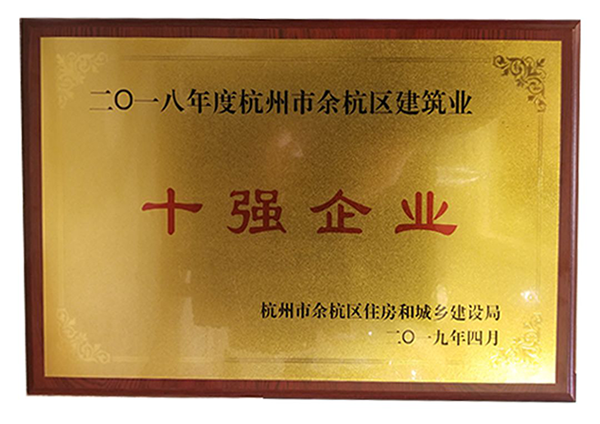 二〇一八年度杭州市余杭区建筑业
十强企业
杭州市余杭区住房和城乡建设局
二〇一九年四月